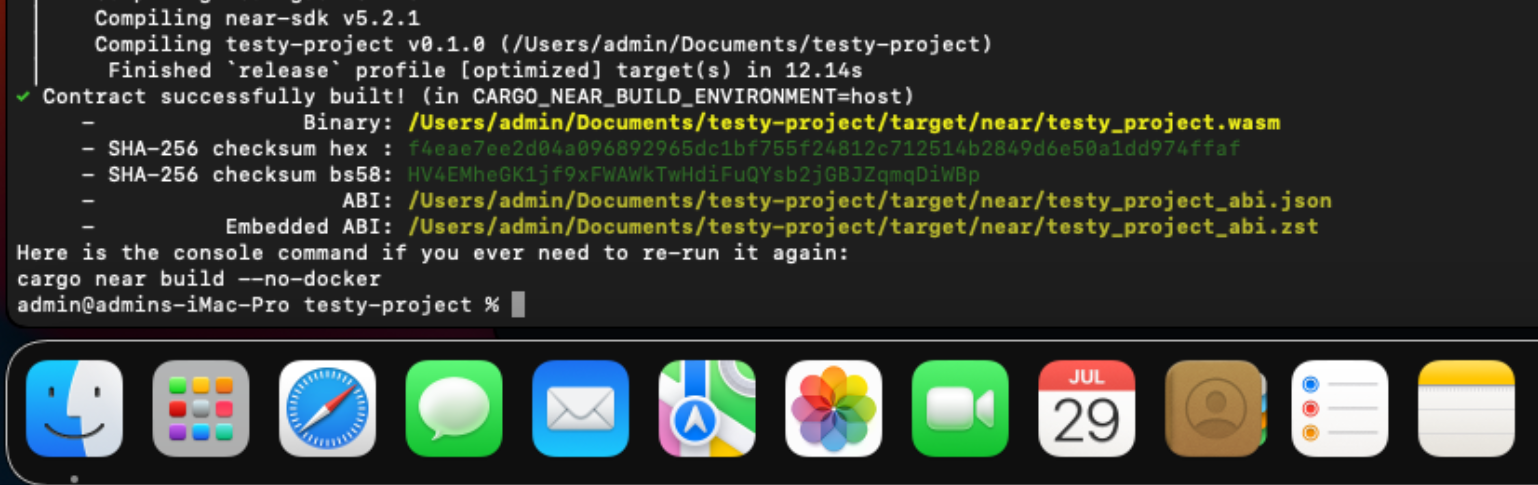 Compiling near-sdk v5.2.1
Compiling testy-project v0.1.0 (/Users/admin/Documents/testy-project)
Finished `release` profile [optimized] target(s) in 12.14s
✓ Contract successfully built! (in CARGO_NEAR_BUILD_ENVIRONMENT=host)
- Binary: /Users/admin/Documents/testy-project/target/near/testy_project.wasm
- SHA-256 checksum hex : f4eae7ee2d04a096892965dc1bf755f24812c712514b2849d6e50a1dd974ffaf
- SHA-256 checksum bs58: HV4EMheGK1jf9xFWAWkTwHdiFuQYsb2jGBJZqmqDiWBp
- ABI: /Users/admin/Documents/testy-project/target/near/testy_project_abi.json
- Embedded ABI: /Users/admin/Documents/testy-project/target/near/testy_project_abi.zst
Here is the console command if you ever need to re-run it again:
cargo near build --no-docker
admin@admins-iMac-Pro testy-project %
JUL
29